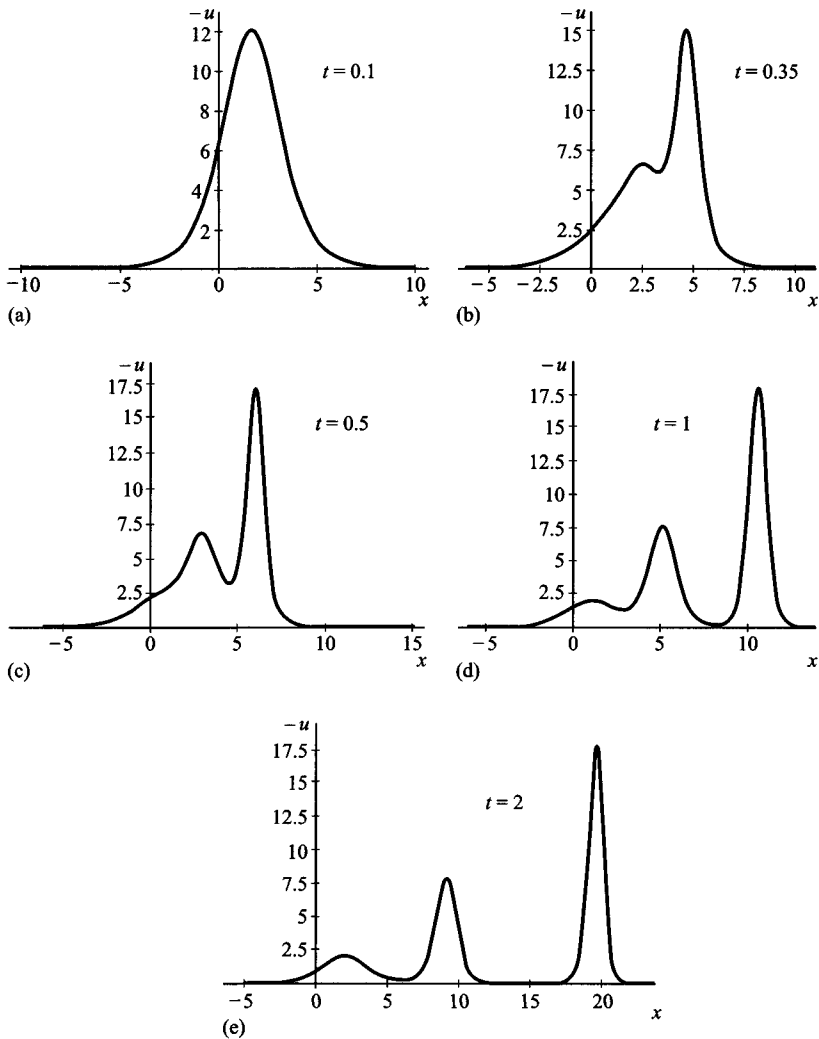 −u
12
10
8
6
4
2
t = 0.1
−10 −5 0 5 10
x
(a)
−u
15
12.5
10
7.5
5
2.5
t = 0.35
−5 −2.5 0 2.5 5 7.5 10
x
(b)
−u
17.5
15
12.5
10
7.5
5
2.5
t = 0.5
−5 0 5 10 15
x
(c)
−u
17.5
15
12.5
10
7.5
5
2.5
t = 1
−5 0 5 10
x
(d)
−u
17.5
15
12.5
10
7.5
5
2.5
t = 2
−5 0 5 10 15 20
x
(e)